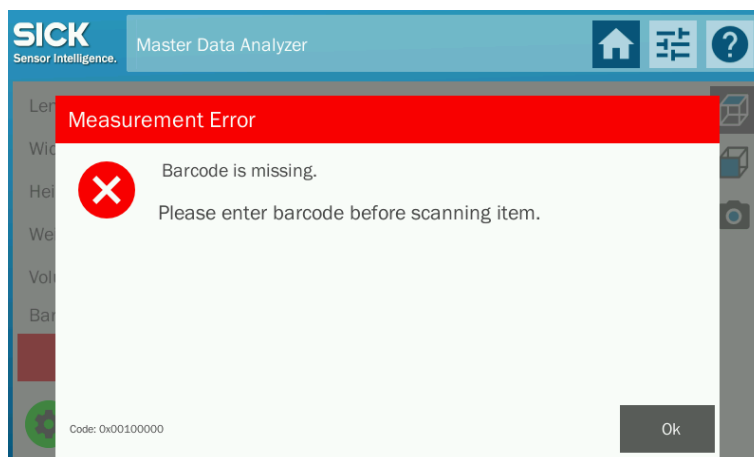 SICK
Sensor Intelligence.
Master Data Analyzer
?
Measurement Error
Barcode is missing.
Please enter barcode before scanning item.
Code: 0x00100000
Ok